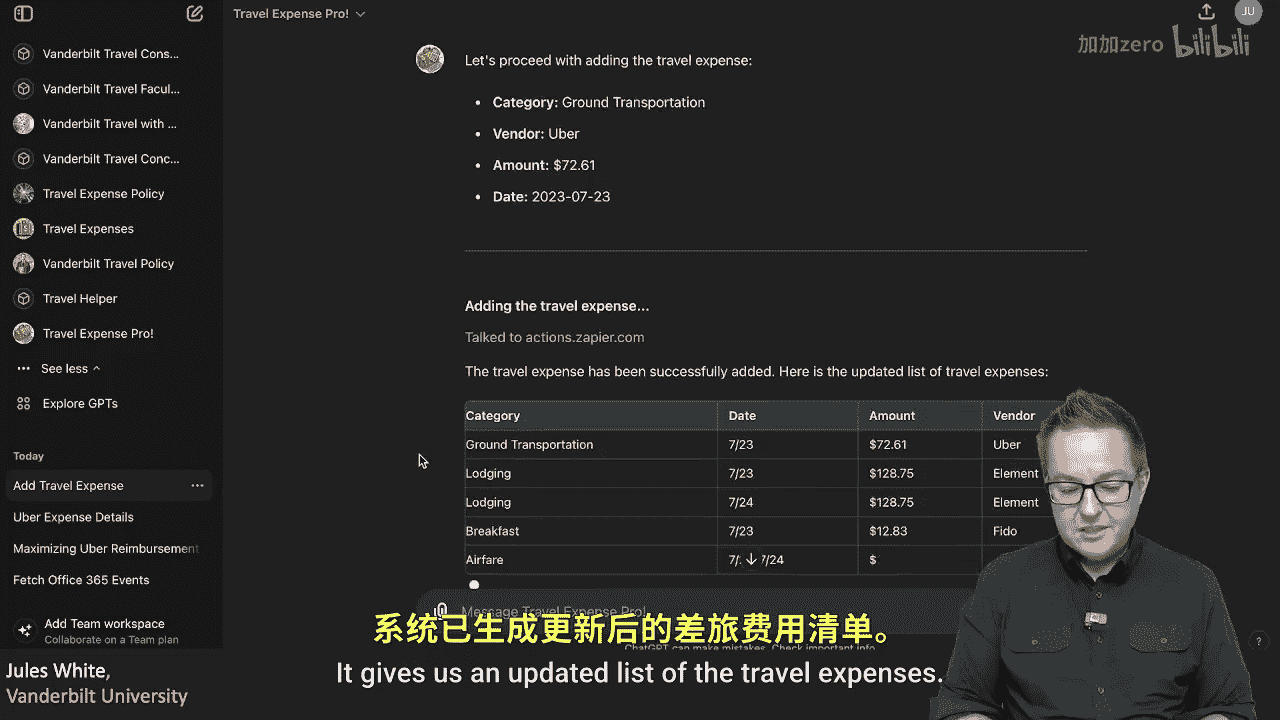 Travel Expense Pro!
JU
加加zero bilibili
Vanderbilt Travel Cons...
Vanderbilt Travel Facul...
Vanderbilt Travel with ...
Vanderbilt Travel Conc...
Travel Expense Policy
Travel Expenses
Vanderbilt Travel Policy
Travel Helper
Travel Expense Pro!
See less
Explore GPTs
Today
Add Travel Expense
Uber Expense Details
Maximizing Uber Reimbursement
Fetch Office 365 Events
Add Team workspace
Collaborate on a Team plan
Let's proceed with adding the travel expense:
• Category: Ground Transportation
• Vendor: Uber
• Amount: $72.61
• Date: 2023-07-23
Adding the travel expense...
Talked to actions.zapier.com
The travel expense has been successfully added. Here is the updated list of travel expenses:
Category Date Amount Vendor
Ground Transportation 7/23 $72.61 Uber
Lodging 7/23 $128.75 Element
Lodging 7/24 $128.75 Element
Breakfast 7/23 $12.83 Fido
Airfare 7/24 $
Message Travel Expense Pro!
ChatGPT can make mistakes. Check important info.
?
系统已生成更新后的差旅费用清单。
It gives us an updated list of the travel expenses.
Jules White,
Vanderbilt University